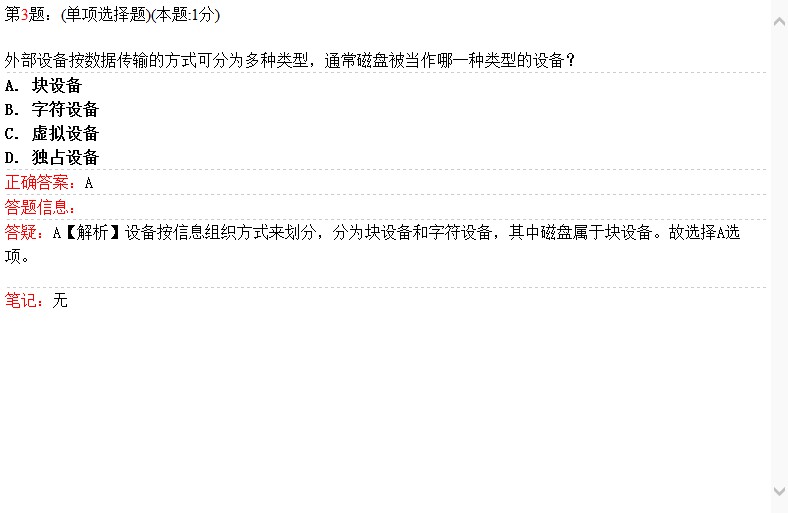 第3题：(单项选择题)(本题:1分)
外部设备按数据传输的方式可分为多种类型，通常磁盘被当作哪一种类型的设备？
A. 块设备
B. 字符设备
C. 虚拟设备
D. 独占设备
正确答案：A
答题信息：
答疑：A【解析】设备按信息组织方式来划分，分为块设备和字符设备，其中磁盘属于块设备。故选择A选
项。
笔记：无